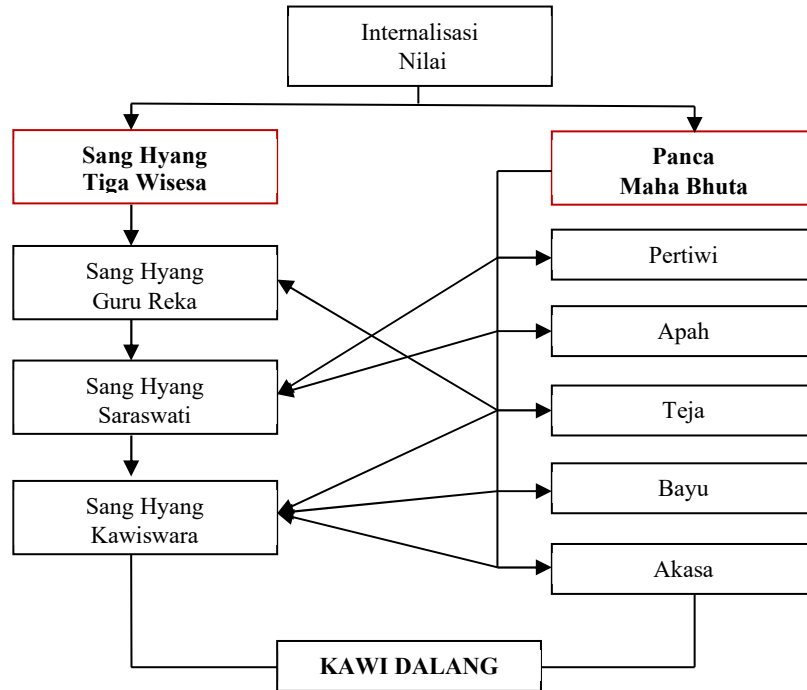 Internalisasi
Nilai
Sang Hyang
Tiga Wisesa
Panca
Maha Bhuta
Sang Hyang
Guru Reka
Sang Hyang
Saraswati
Sang Hyang
Kawiswara
Pertiwi
Apah
Teja
Bayu
Akasa
KAWI DALANG